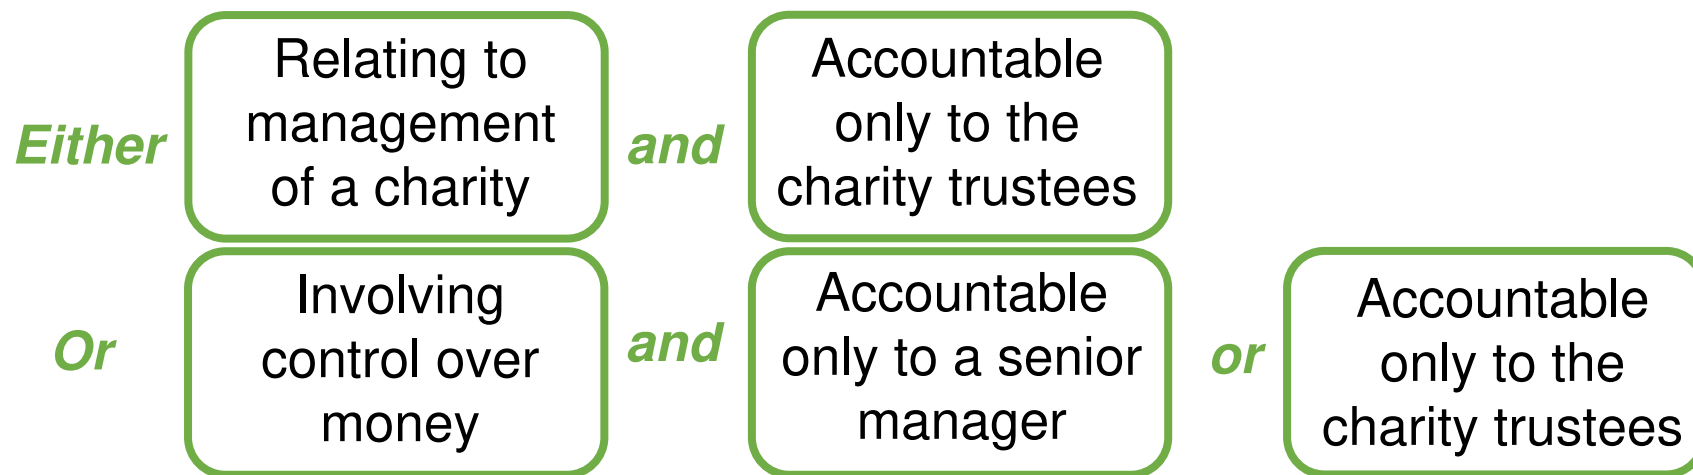 Either
Relating to
management
of a charity
and
Accountable
only to the
charity trustees
Or
Involving
control over
money
and
Accountable
only to a senior
manager
or
Accountable
only to the
charity trustees